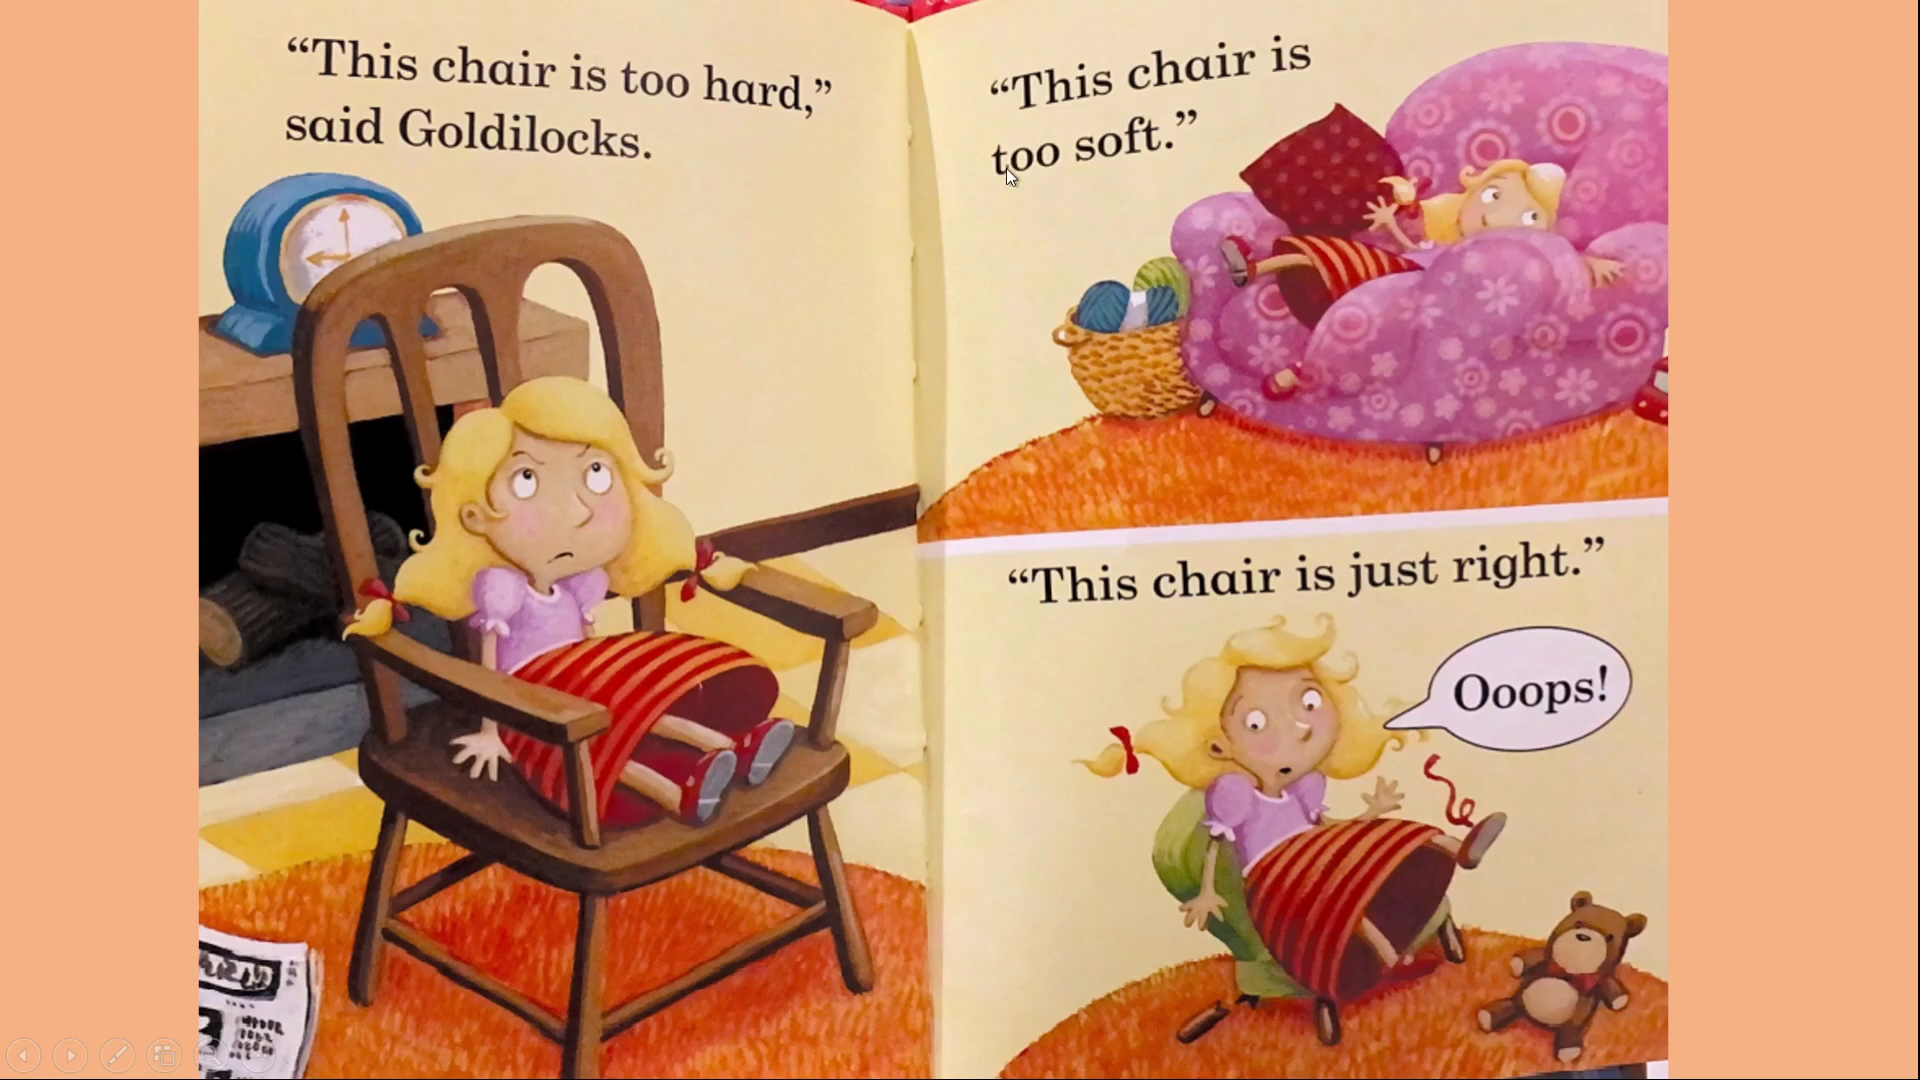 “This chair is too hard,”
said Goldilocks.
“This chair is
too soft.”
“This chair is just right.”
Ooops!